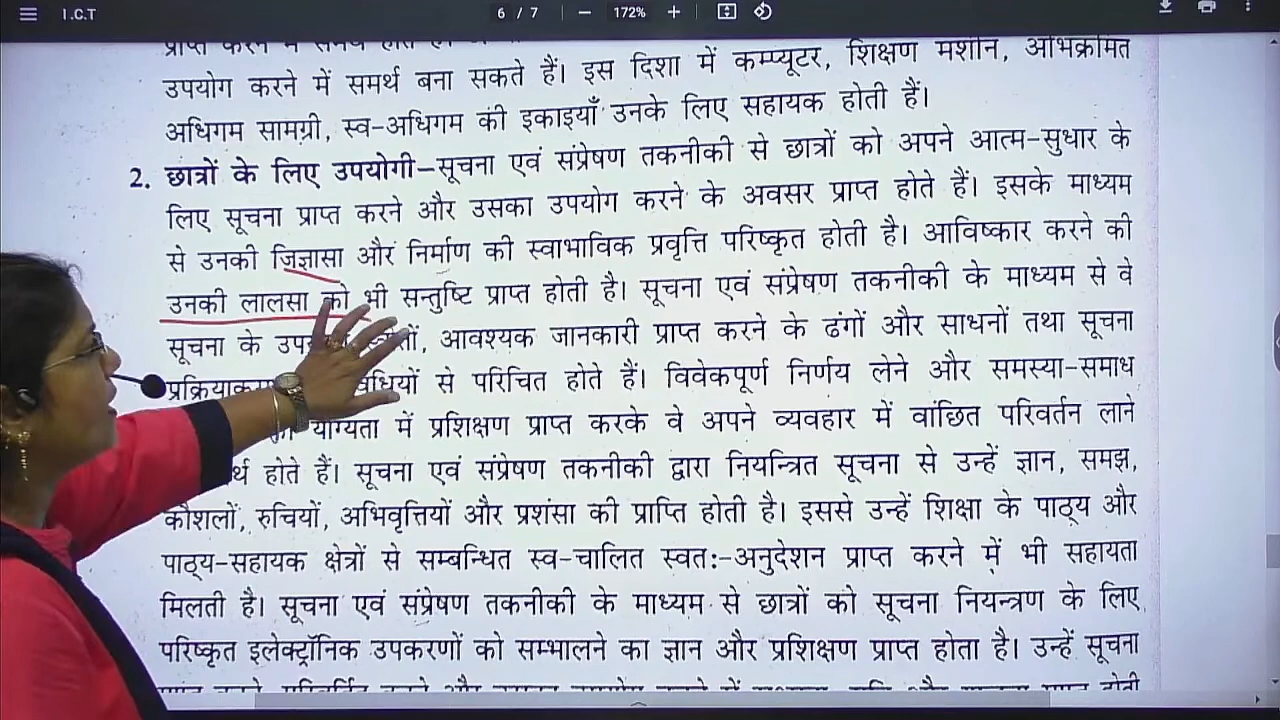 I.C.T
6 / 7
172%
उपयोग करने में समर्थ बना सकते हैं। इस दिशा में कम्प्यूटर, शिक्षण मशीन, अभिक्रमित
अधिगम सामग्री, स्व-अधिगम की इकाइयाँ उनके लिए सहायक होती हैं।
2. छात्रों के लिए उपयोगी–सूचना एवं संप्रेषण तकनीकी से छात्रों को अपने आत्म-सुधार के
लिए सूचना प्राप्त करने और उसका उपयोग करने के अवसर प्राप्त होते हैं। इसके माध्यम
से उनकी जिज्ञासा और निर्माण की स्वाभाविक प्रवृत्ति परिष्कृत होती है। आविष्कार करने की
उनकी लालसा को भी सन्तुष्टि प्राप्त होती है। सूचना एवं संप्रेषण तकनीकी के माध्यम से वे
सूचना के आवश्यक जानकारी प्राप्त करने के ढंगों और साधनों तथा सूचना
से परिचित होते हैं। विवेकपूर्ण निर्णय लेने और समस्या-समाध
योग्यता में प्रशिक्षण प्राप्त करके वे अपने व्यवहार में वांछित परिवर्तन लाने
र्थ होते हैं। सूचना एवं संप्रेषण तकनीकी द्वारा नियन्त्रित सूचना से उन्हें ज्ञान, समझ,
कौशलों, रुचियों, अभिवृत्तियों और प्रशंसा की प्राप्ति होती है। इससे उन्हें शिक्षा के पाठ्य और
पाठ्य-सहायक क्षेत्रों से सम्बन्धित स्व-चालित स्वत:-अनुदेशन प्राप्त करने में भी सहायता
मिलती है। सूचना एवं संप्रेषण तकनीकी के माध्यम से छात्रों को सूचना नियन्त्रण के लिए
परिष्कृत इलेक्ट्रॉनिक उपकरणों को सम्भालने का ज्ञान और प्रशिक्षण प्राप्त होता है। उन्हें सूचना